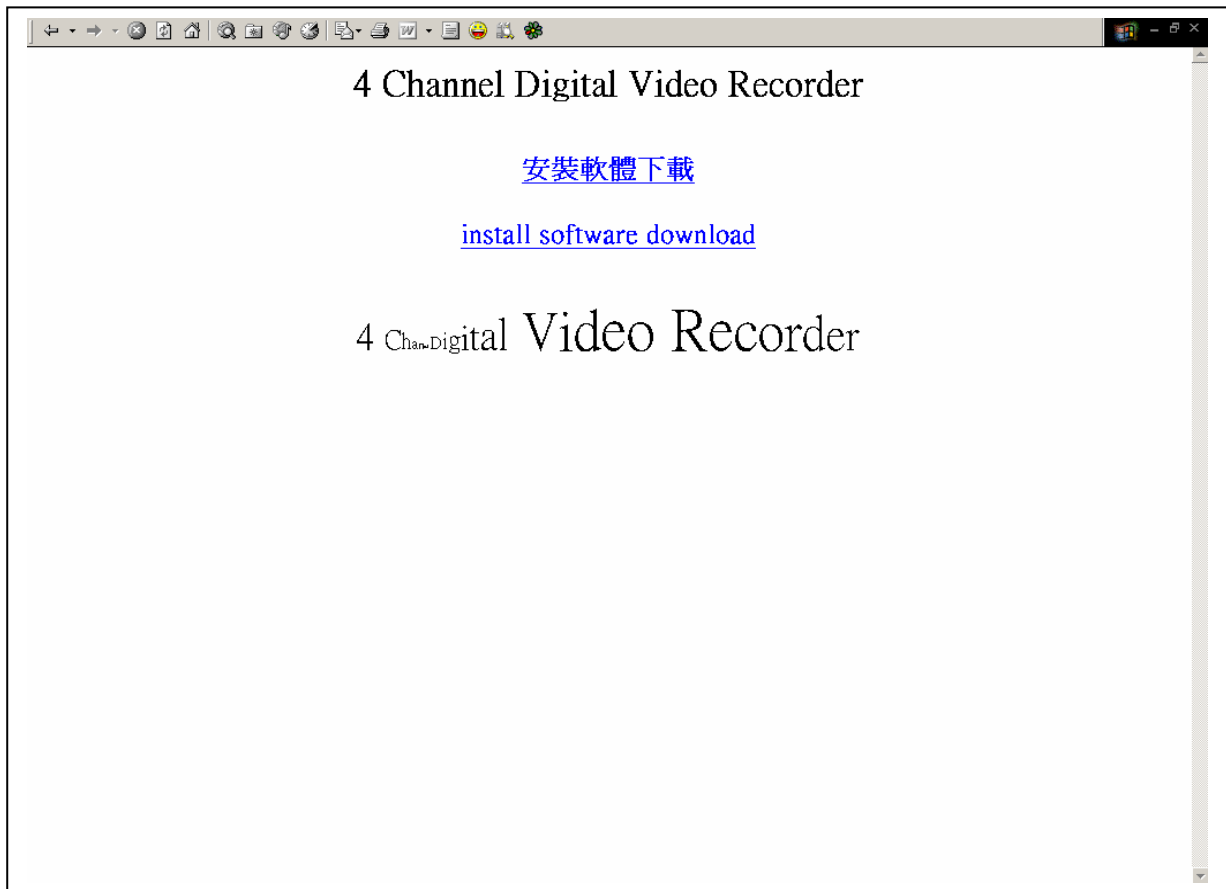 4 Channel Digital Video Recorder
安裝軟體下載
install software download
4 Chan Digital Video Recorder